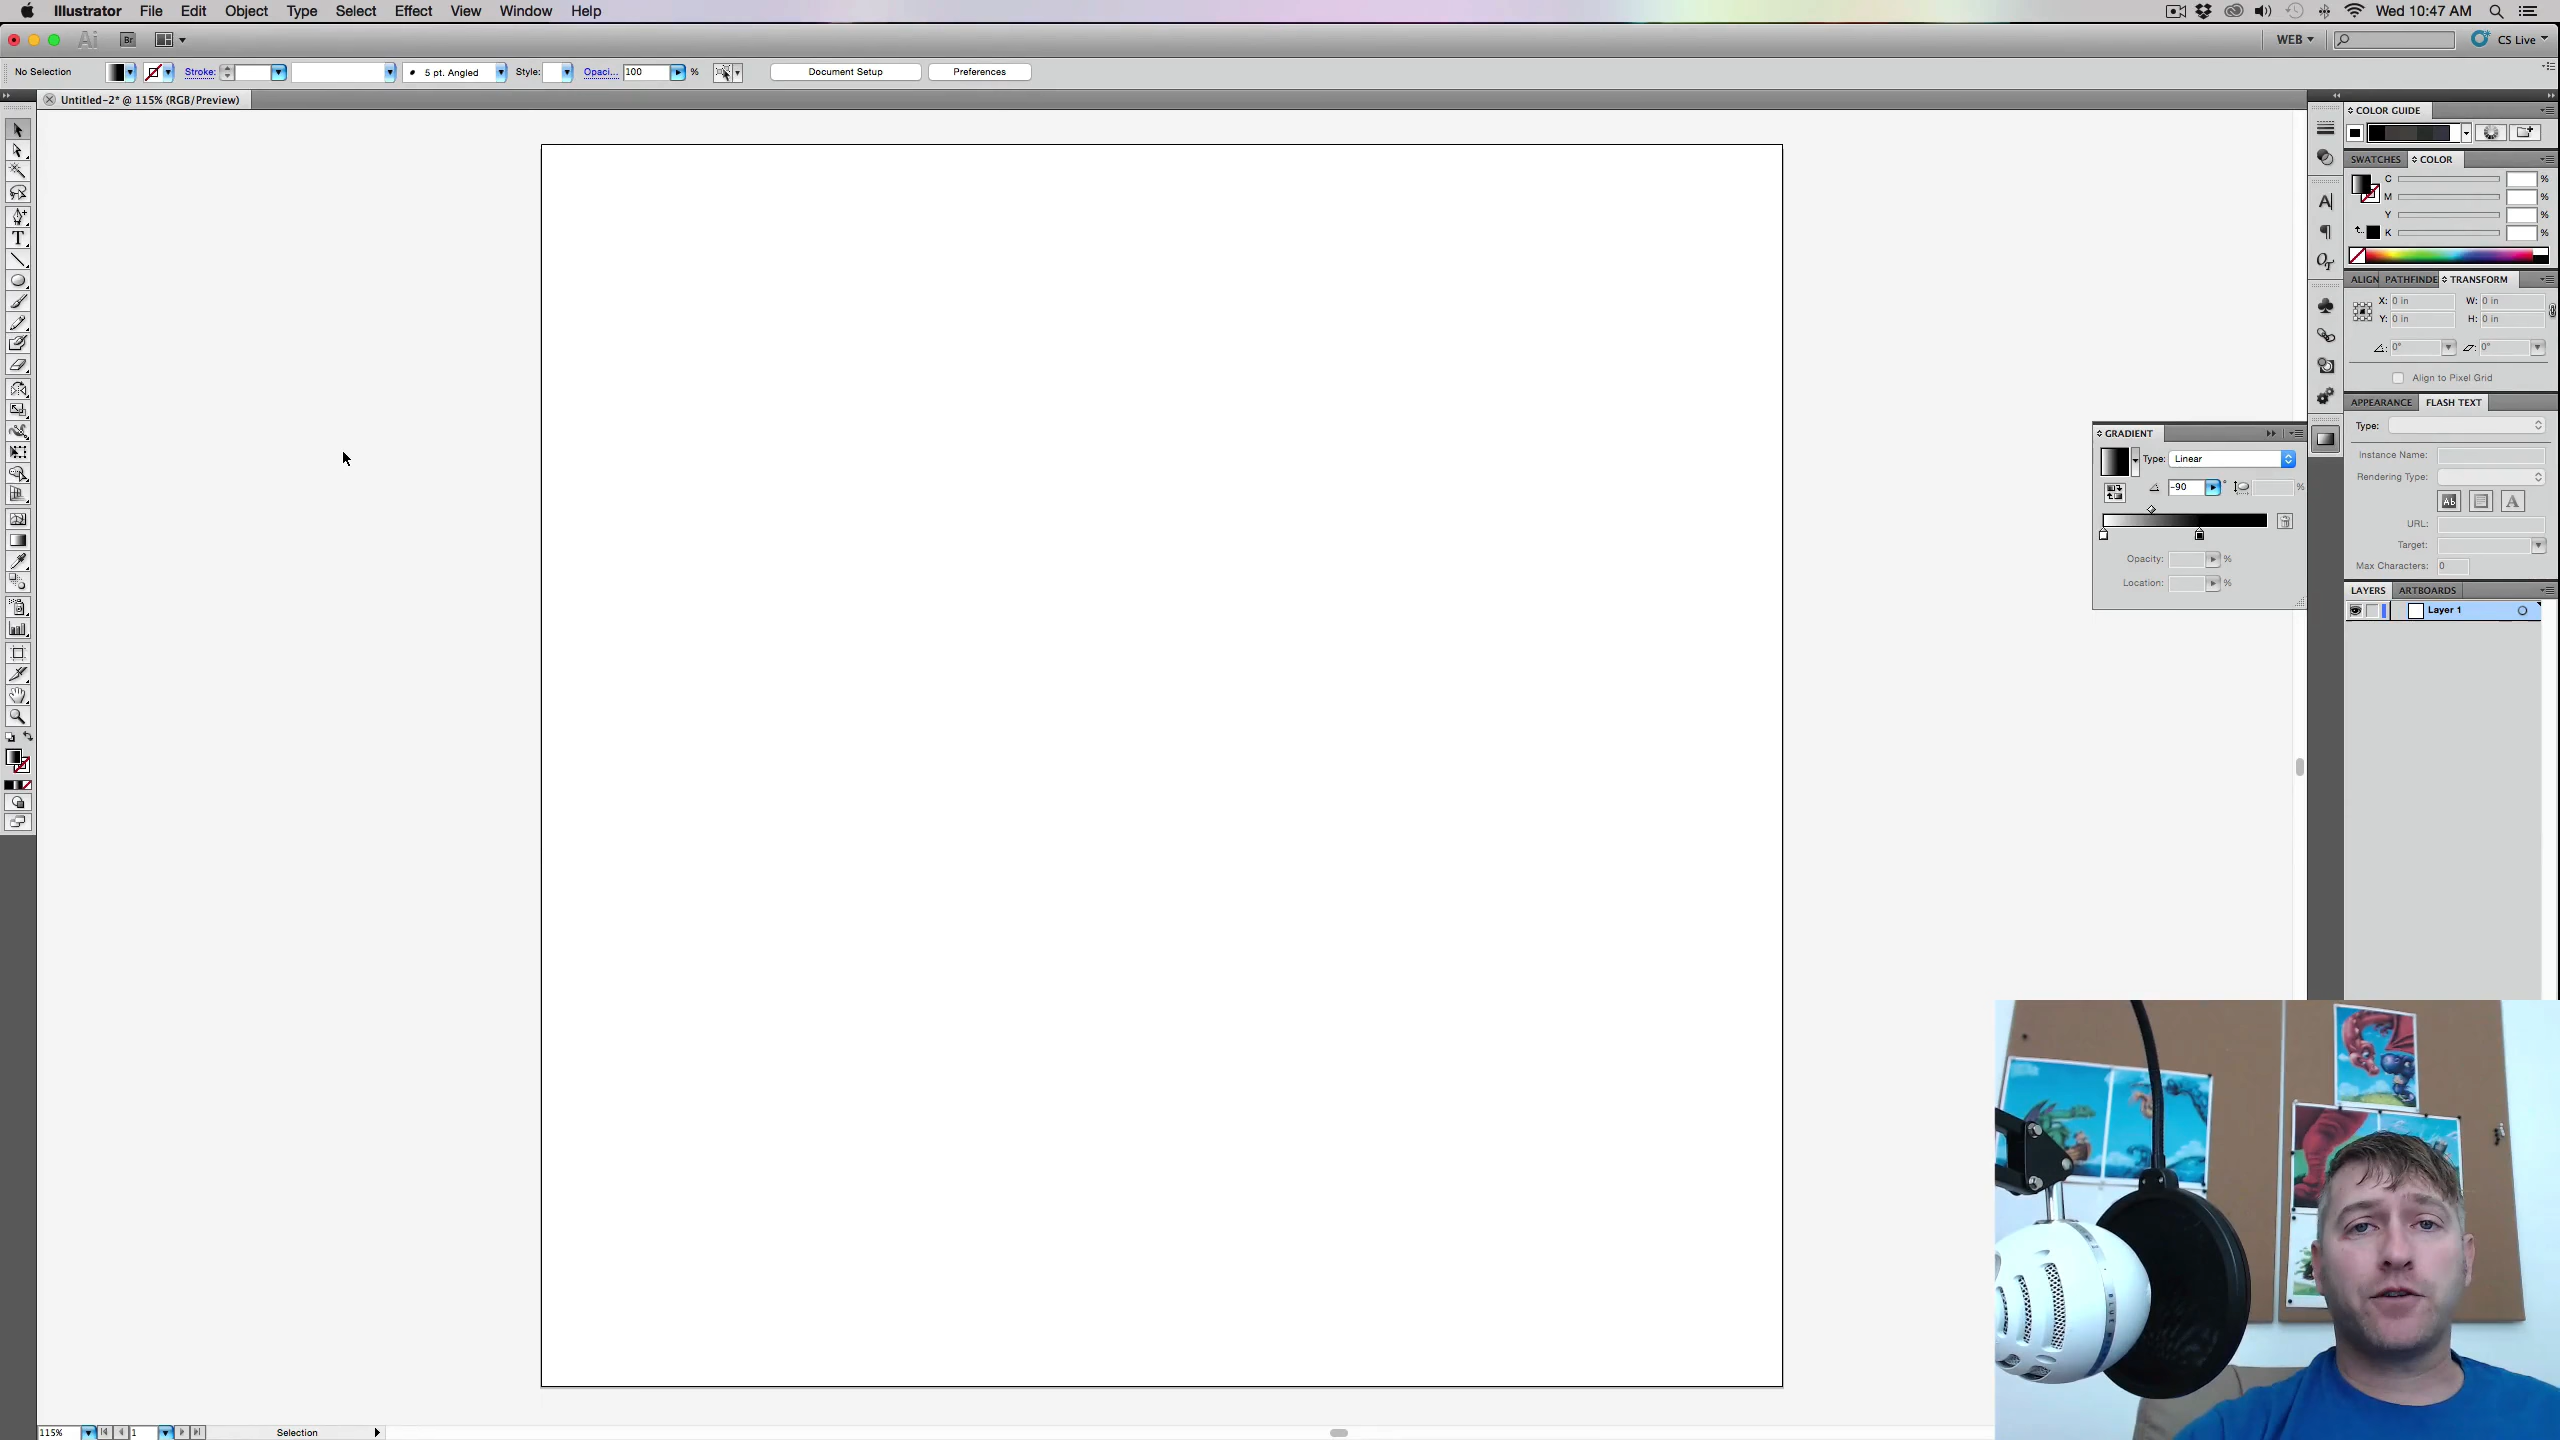 Illustrator File Edit Object Type Select Effect View Window Help Wed 10:47 AM
Ai Br WEB CS Live
No Selection Stroke: 5 pt. Angled Style: Opaci... 100 % Document Setup Preferences
Untitled-2* @ 115% (RGB/Preview)
COLOR GUIDE
SWATCHES COLOR
C %
M %
Y %
K %
ALIGN PATHFINDE TRANSFORM
X: 0 in W: 0 in
Y: 0 in H: 0 in
0° 0°
Align to Pixel Grid
APPEARANCE FLASH TEXT
Type:
Instance Name:
Rendering Type:
Ab A
URL:
Target:
Max Characters: 0
GRADIENT
Type: Linear
-90 ° %
Opacity: %
Location: %
LAYERS ARTBOARDS
Layer 1
115% 1 Selection